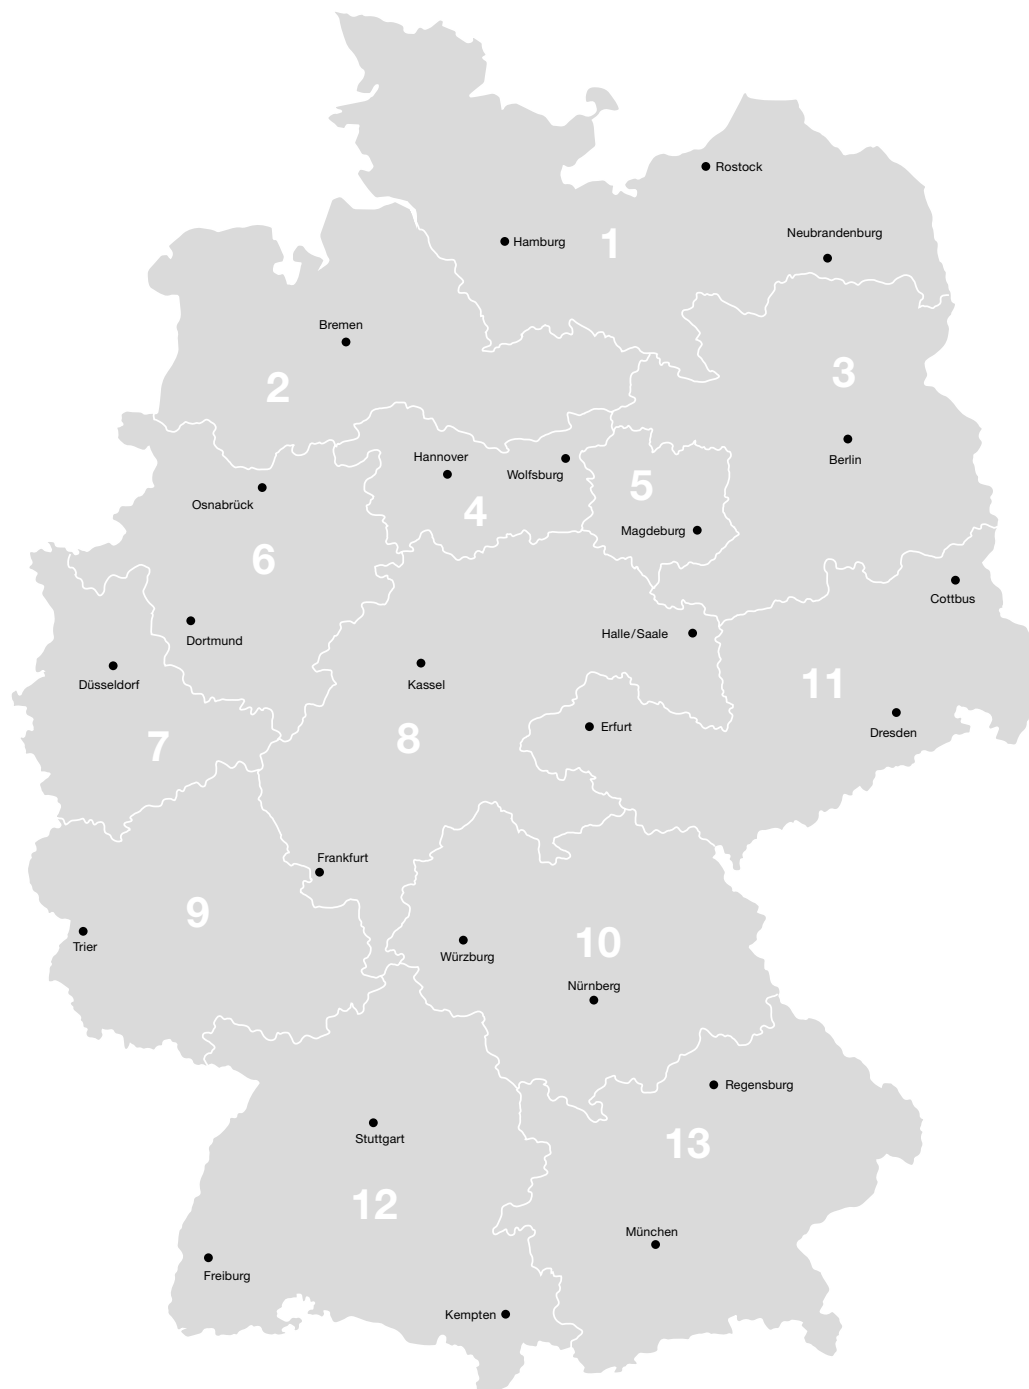 Rostock
Neubrandenburg
Hamburg
1
Bremen
2
3
Berlin
Hannover
Wolfsburg
4
5
Magdeburg
Osnabrück
6
Cottbus
Dortmund
Halle/Saale
Düsseldorf
Kassel
11
Erfurt
Dresden
7
8
Frankfurt
9
Trier
Würzburg
10
Nürnberg
Regensburg
Stuttgart
13
12
München
Freiburg
Kempten